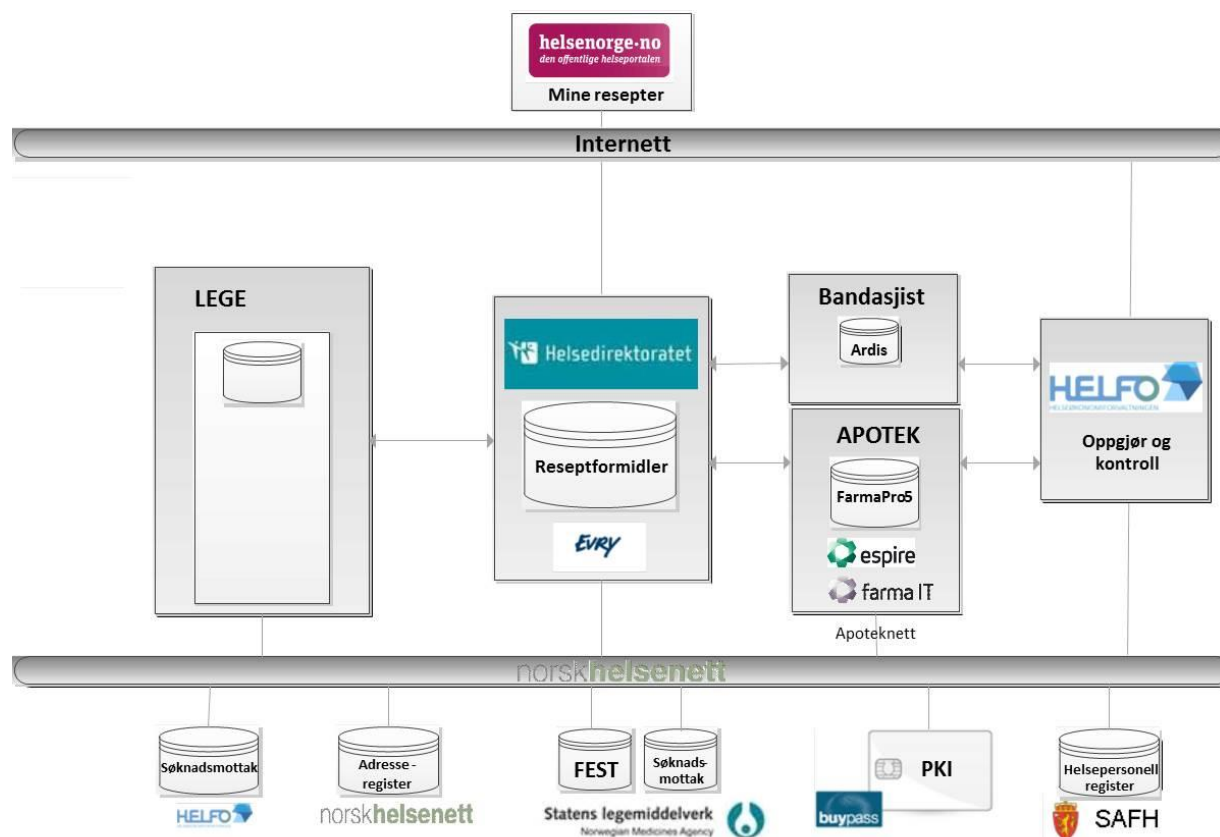 helsenorge·no
den offentlige helseportalen
Mine resepter
Internett
LEGE
Helsedirektoratet
Reseptformidler
EVRY
Bandasjist
Ardis
APOTEK
FarmaPro5
espire
farma IT
Apoteknett
HELFO
HELSEØKONOMIFORVALTNINGEN
Oppgjør og
kontroll
norskhelsenett
Søknadsmottak
HELFO
Adresse-
register
norskhelsenett
FEST
Søknads-
mottak
Statens legemiddelverk
Norwegian Medicines Agency
PKI
buypass
Helsepersonell
register
SAFH